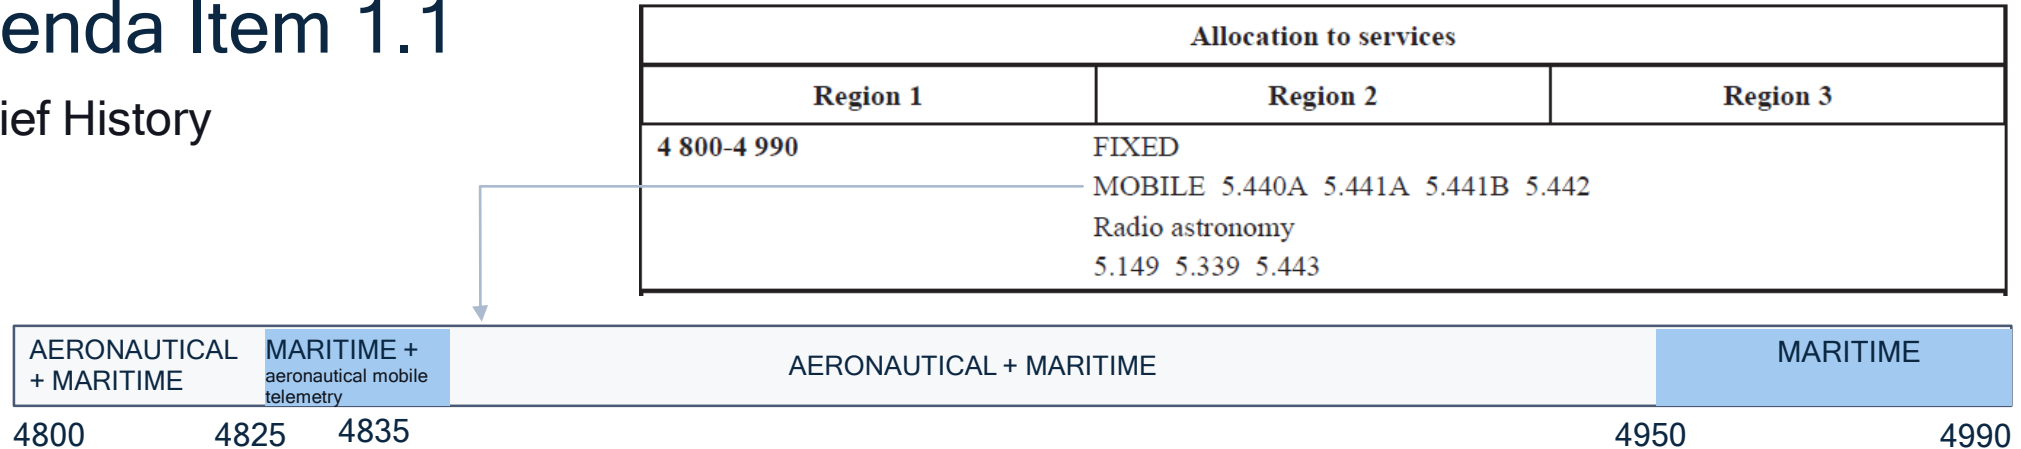 enda Item 1.1
ief History
Allocation to services
Region 1 Region 2 Region 3
4 800-4 990 FIXED
MOBILE 5.440A 5.441A 5.441B 5.442
Radio astronomy
5.149 5.339 5.443
AERONAUTICAL
+ MARITIME
MARITIME +
aeronautical mobile
telemetry
AERONAUTICAL + MARITIME
MARITIME
4800 4825 4835 4950 4990